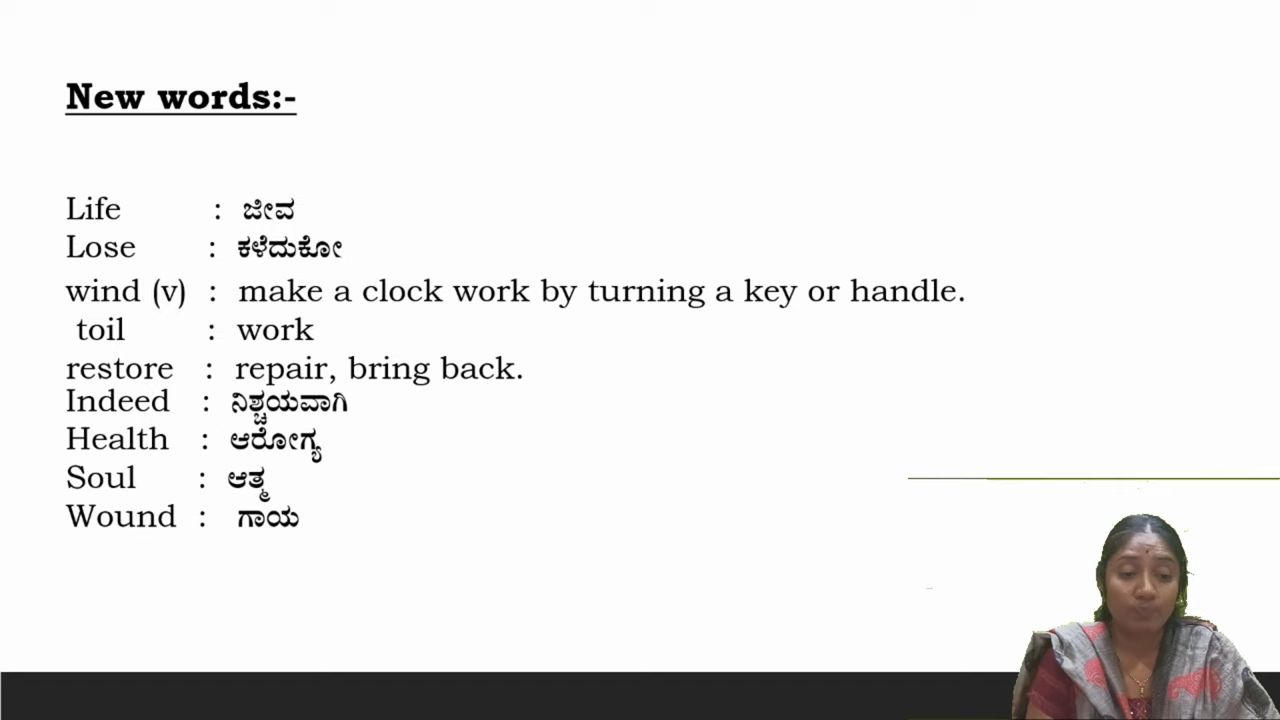 New words:-
Life : ಜೀವ
Lose : ಕಳೆದುಕೋ
wind (v) : make a clock work by turning a key or handle.
toil : work
restore : repair, bring back.
Indeed : ನಿಶ್ಚಯವಾಗಿ
Health : ಆರೋಗ್ಯ
Soul : ಆತ್ಮ
Wound : ಗಾಯ